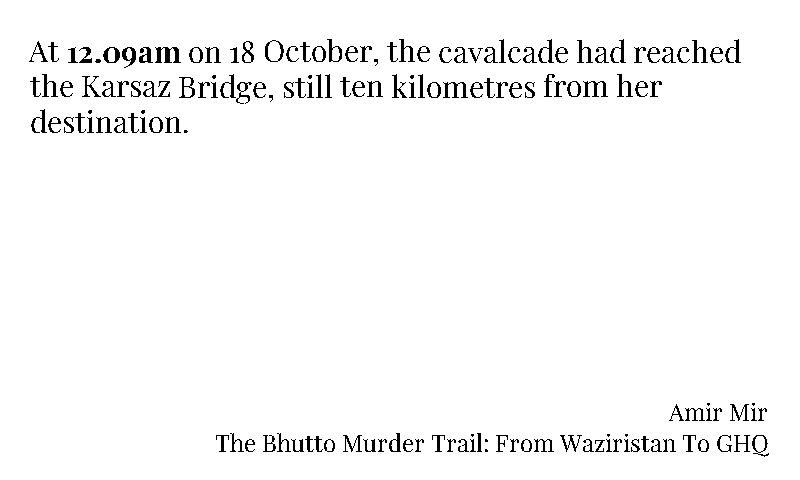 At 12.09am on 18 October, the cavalcade had reached
the Karsaz Bridge, still ten kilometres from her
destination.
Amir Mir
The Bhutto Murder Trail: From Waziristan To GHQ